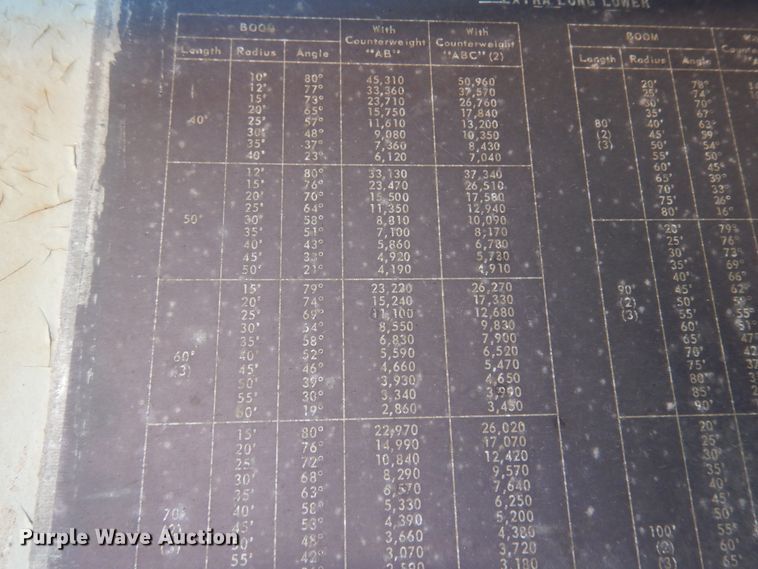 EXTRA LONG LOWER
BOOM With Counterweight "AB" With Counterweight "ABC" (2)
Length Radius Angle
10' 80° 45,310 50,960
12' 77° 33,360 37,570
15' 73° 23,710 26,760
20' 65° 15,750 17,840
40' 25' 57° 11,610 13,200
30' 48° 9,080 10,350
35' 37° 7,360 8,430
40' 23° 6,120 7,040
12' 80° 33,130 37,340
15' 76° 23,470 26,510
20' 70° 15,500 17,580
25' 64° 11,350 12,940
50' 30' 58° 8,810 10,090
35' 51° 7,100 8,170
40' 43° 5,860 6,780
45' 33° 4,920 5,730
50' 21° 4,190 4,910
15' 79° 23,220 26,270
20' 74° 15,240 17,330
25' 69° 11,100 12,680
30' 64° 8,550 9,830
35' 58° 6,830 7,900
60' 40' 52° 5,590 6,520
(3) 45' 46° 4,660 5,470
50' 39° 3,930 4,650
55' 30° 3,340 3,990
60' 19° 2,860 3,430
15' 80° 22,970 26,020
20' 76° 14,990 17,070
25' 72° 10,840 12,420
30' 68° 8,290 9,570
35' 63° 6,570 7,640
40' 58° 5,330 6,250
70' 45' 53° 4,390 5,200
50' 48° 3,660 4,380
55' 42° 3,070 3,720
3,180
BOOM
Length Radius Angle
20' 78°
25' 74°
30' 70°
35' 67°
80' 40' 63°
(2) 45' 59
(3) 50' 54°
55' 50°
60' 45°
65' 39°
70' 33°
75' 26°
80' 16°
20' 79°
25' 76°
30' 73°
35' 69°
40' 66°
90' 45' 62°
(2) 50'
(3) 55' 55°
60' 51°
65' 47°
70' 42
75' 37
80'
85'
90'
20'
25'
30'
35'
40'
45'
50'
100' 55'
(2) 60'
(3) 65'
Purple Wave Auction